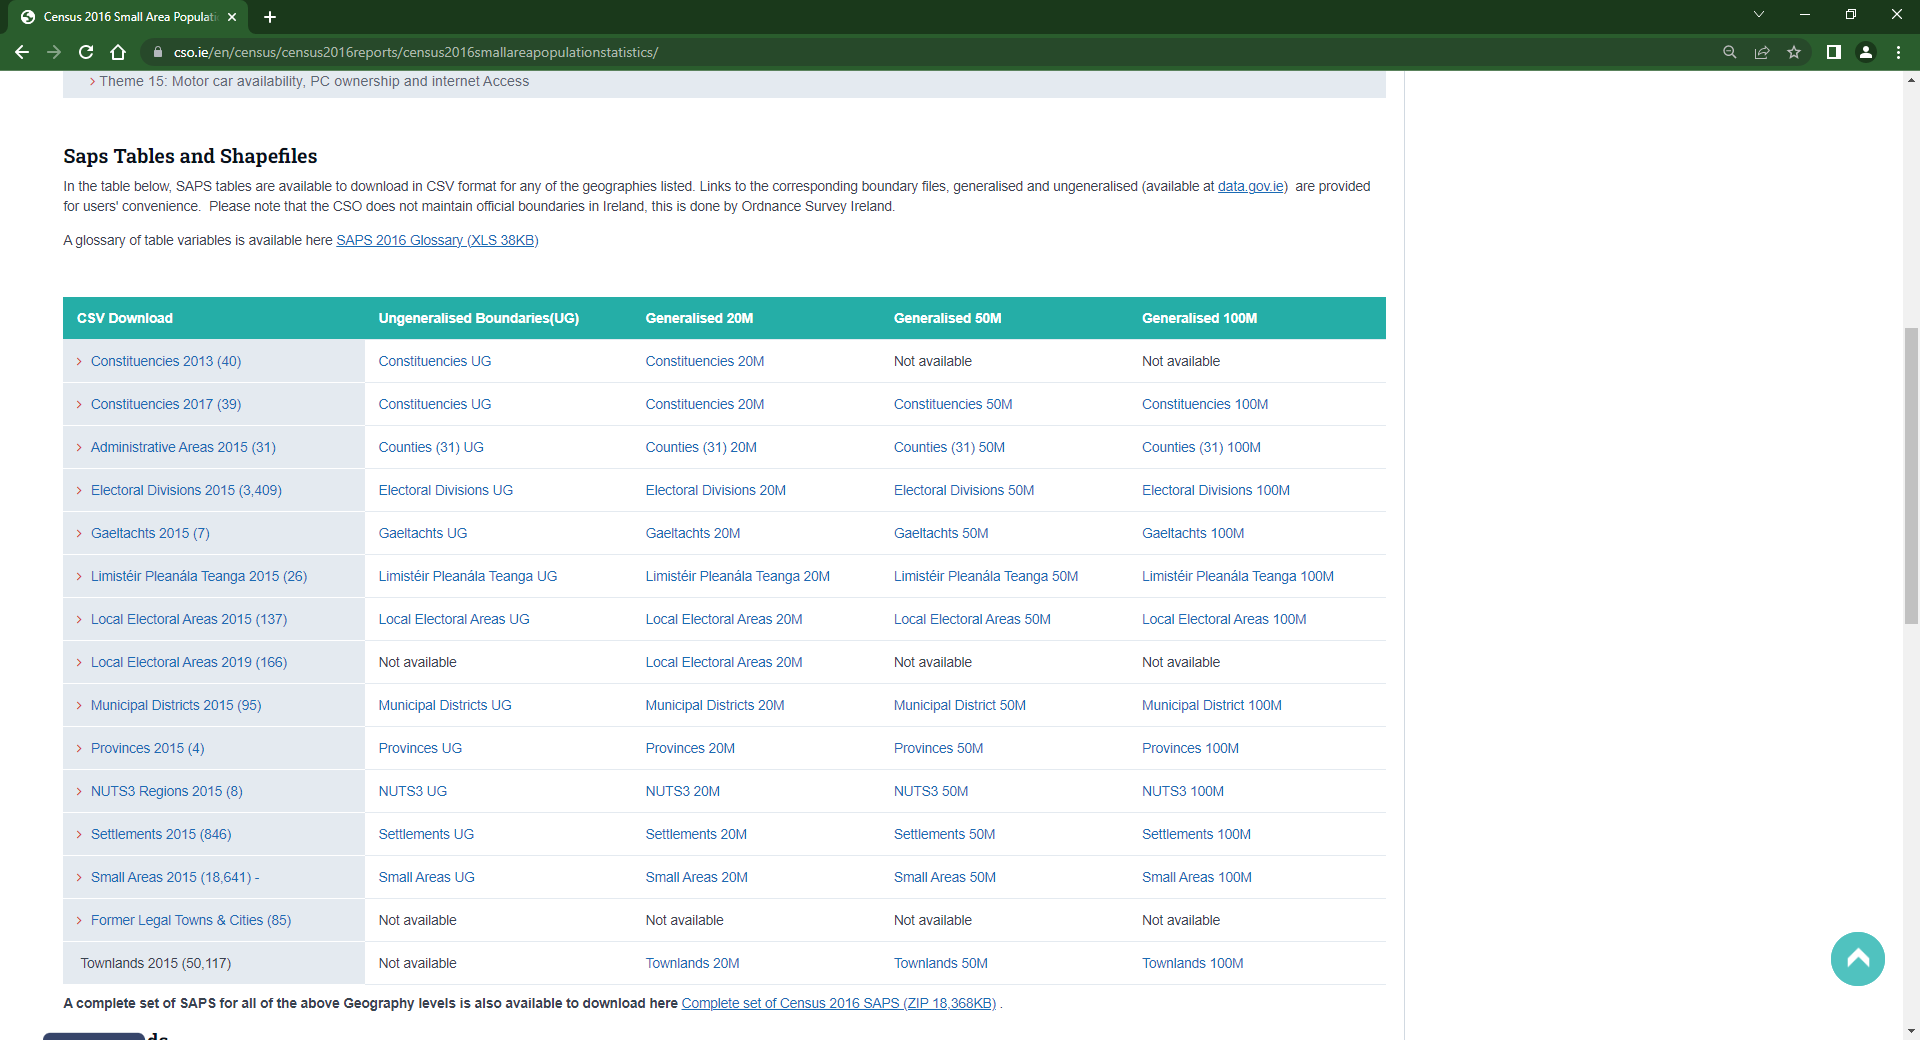 Census 2016 Small Area Populati
cso.ie/en/census/census2016reports/census2016smallareapopulationstatistics/
Theme 15: Motor car availability, PC ownership and internet Access
Saps Tables and Shapefiles
In the table below, SAPS tables are available to download in CSV format for any of the geographies listed. Links to the corresponding boundary files, generalised and ungeneralised (available at data.gov.ie)  are provided
for users' convenience.  Please note that the CSO does not maintain official boundaries in Ireland, this is done by Ordnance Survey Ireland.
A glossary of table variables is available here SAPS 2016 Glossary (XLS 38KB)
CSV Download Ungeneralised Boundaries(UG) Generalised 20M Generalised 50M Generalised 100M
Constituencies 2013 (40) Constituencies UG Constituencies 20M Not available Not available
Constituencies 2017 (39) Constituencies UG Constituencies 20M Constituencies 50M Constituencies 100M
Administrative Areas 2015 (31) Counties (31) UG Counties (31) 20M Counties (31) 50M Counties (31) 100M
Electoral Divisions 2015 (3,409) Electoral Divisions UG Electoral Divisions 20M Electoral Divisions 50M Electoral Divisions 100M
Gaeltachts 2015 (7) Gaeltachts UG Gaeltachts 20M Gaeltachts 50M Gaeltachts 100M
Limistéir Pleanála Teanga 2015 (26) Limistéir Pleanála Teanga UG Limistéir Pleanála Teanga 20M Limistéir Pleanála Teanga 50M Limistéir Pleanála Teanga 100M
Local Electoral Areas 2015 (137) Local Electoral Areas UG Local Electoral Areas 20M Local Electoral Areas 50M Local Electoral Areas 100M
Local Electoral Areas 2019 (166) Not available Local Electoral Areas 20M Not available Not available
Municipal Districts 2015 (95) Municipal Districts UG Municipal Districts 20M Municipal District 50M Municipal District 100M
Provinces 2015 (4) Provinces UG Provinces 20M Provinces 50M Provinces 100M
NUTS3 Regions 2015 (8) NUTS3 UG NUTS3 20M NUTS3 50M NUTS3 100M
Settlements 2015 (846) Settlements UG Settlements 20M Settlements 50M Settlements 100M
Small Areas 2015 (18,641) - Small Areas UG Small Areas 20M Small Areas 50M Small Areas 100M
Former Legal Towns & Cities (85) Not available Not available Not available Not available
Townlands 2015 (50,117) Not available Townlands 20M Townlands 50M Townlands 100M
A complete set of SAPS for all of the above Geography levels is also available to download here Complete set of Census 2016 SAPS (ZIP 18,368KB) .